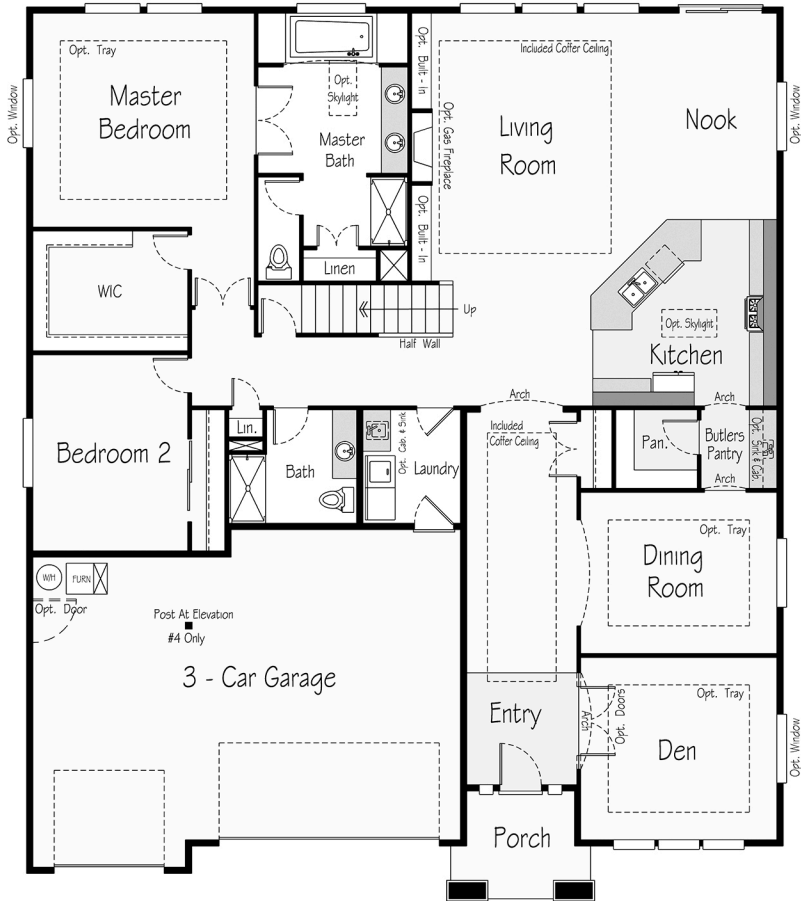 Opt. Tray
Master
Bedroom
Opt. Window
Opt.
Skylight
Master
Bath
Opt. Built - In
Opt. Gas Fireplace
Opt. Built - In
Included Coffer Ceiling
Living
Room
Nook
Opt. Window
WIC
Linen
Up
Half Wall
Opt. Skylight
Kitchen
Arch
Arch
Bedroom 2
Lin.
Bath
Opt. Cab. & Sink
Laundry
Included
Coffer Ceiling
Pan.
Butlers
Pantry
Opt. Sink & Cab.
Arch
Opt. Tray
Dining
Room
W/H
FURN
Opt. Door
Post At Elevation
#4 Only
3 - Car Garage
Entry
Arch
Opt. Doors
Opt. Tray
Den
Opt. Window
Porch